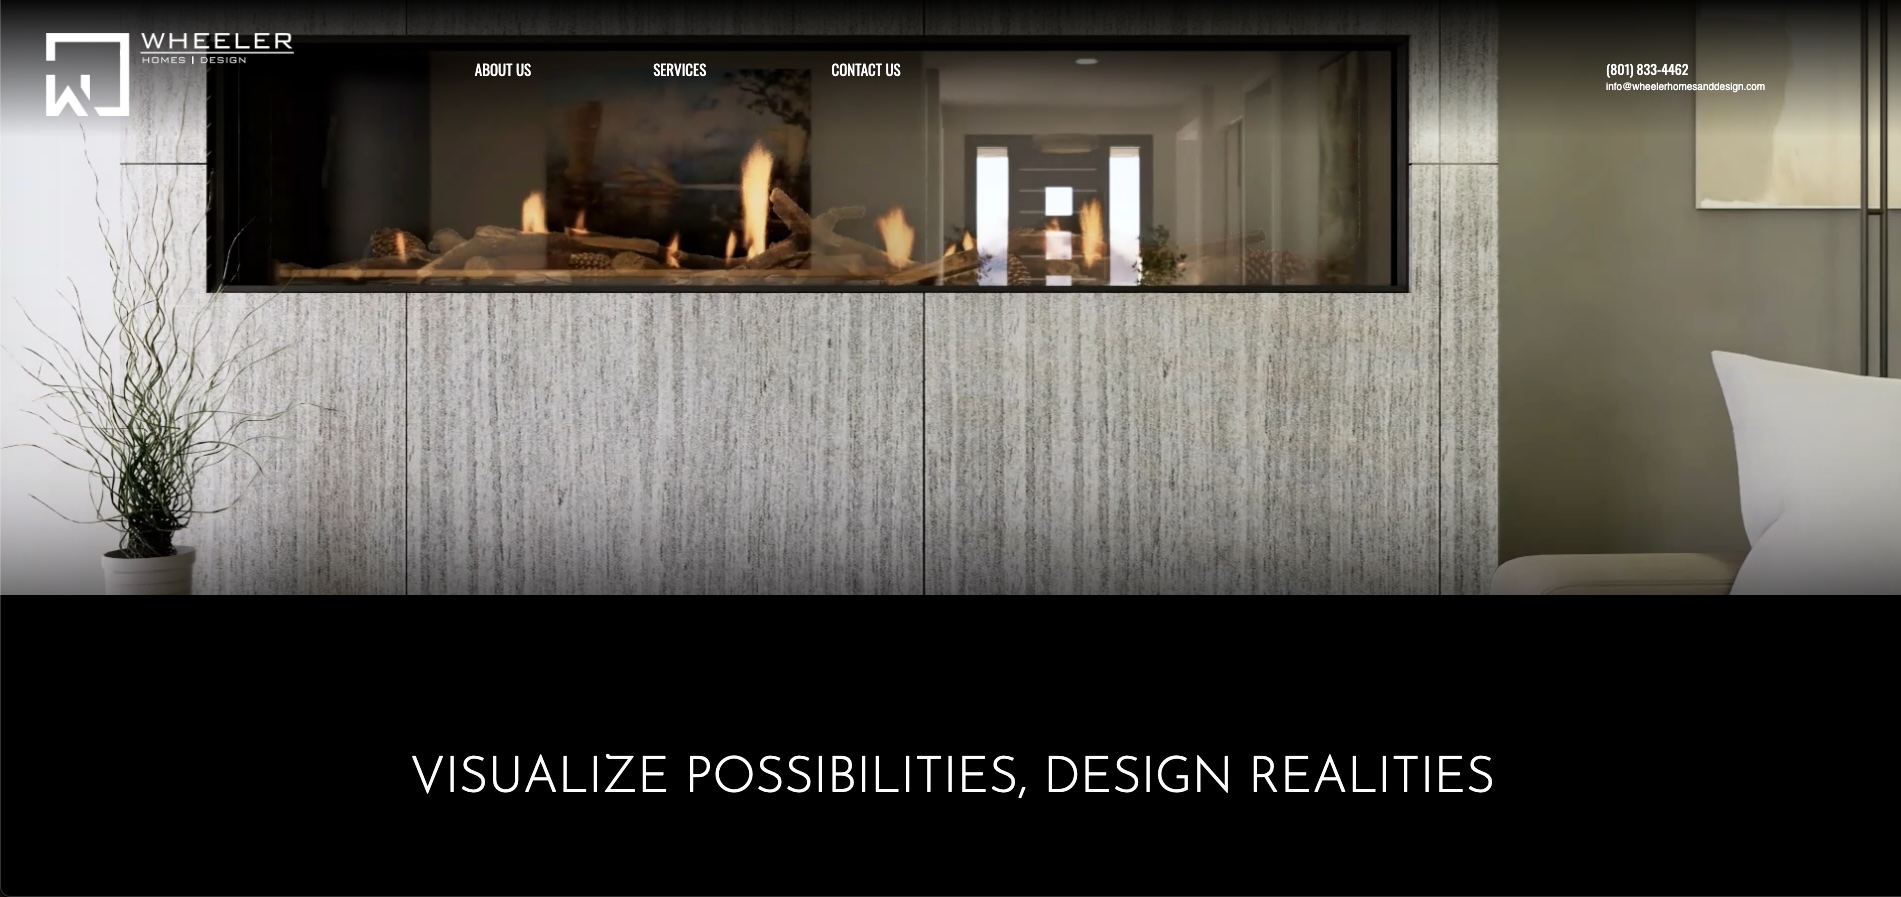 WHEELER
HOMES | DESIGN
ABOUT US
SERVICES
CONTACT US
(801) 833-4462
info@wheelerhomesanddesign.com
VISUALIZE POSSIBILITIES, DESIGN REALITIES